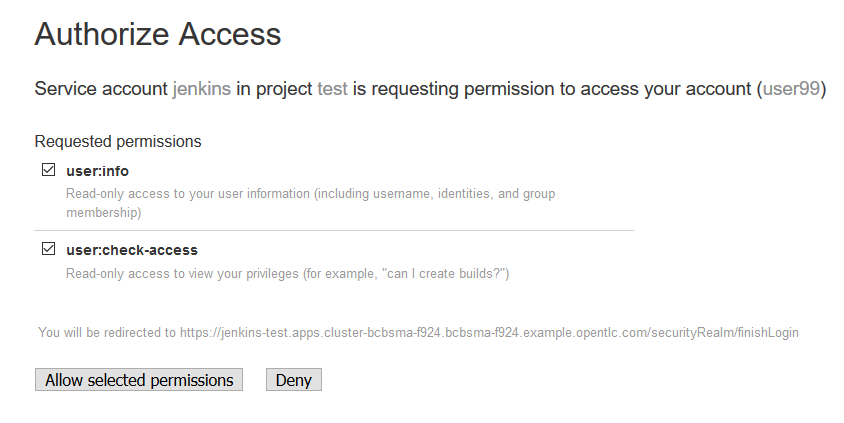 Authorize Access
Service account jenkins in project test is requesting permission to access your account (user99)
Requested permissions
user:info
Read-only access to your user information (including username, identities, and group
membership)
user:check-access
Read-only access to view your privileges (for example, "can I create builds?")
You will be redirected to https://jenkins-test.apps.cluster-bcbsma-f924.bcbsma-f924.example.opentlc.com/securityRealm/finishLogin
Allow selected permissions Deny